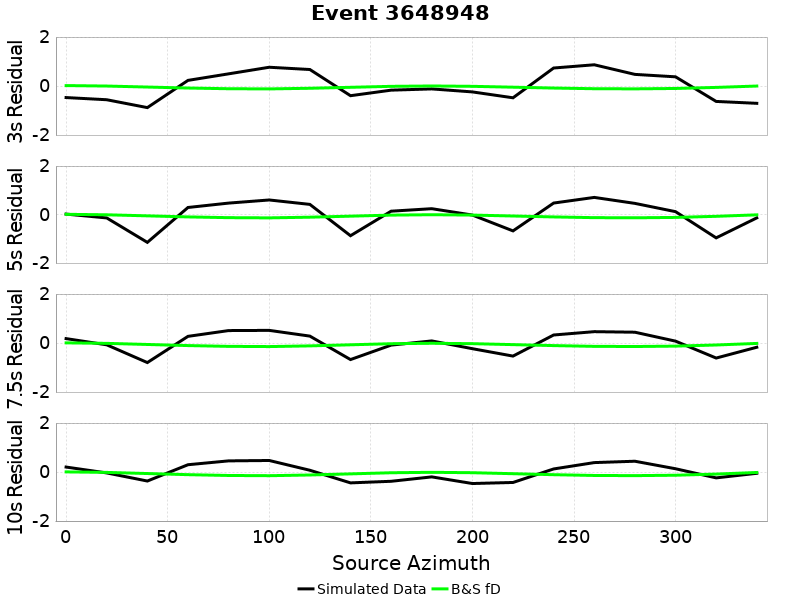 Event 3648948
3s Residual
2
0
-2
5s Residual
2
0
-2
7.5s Residual
2
0
-2
10s Residual
2
0
-2
0 50 100 150 200 250 300
Source Azimuth
Simulated Data B&S fD